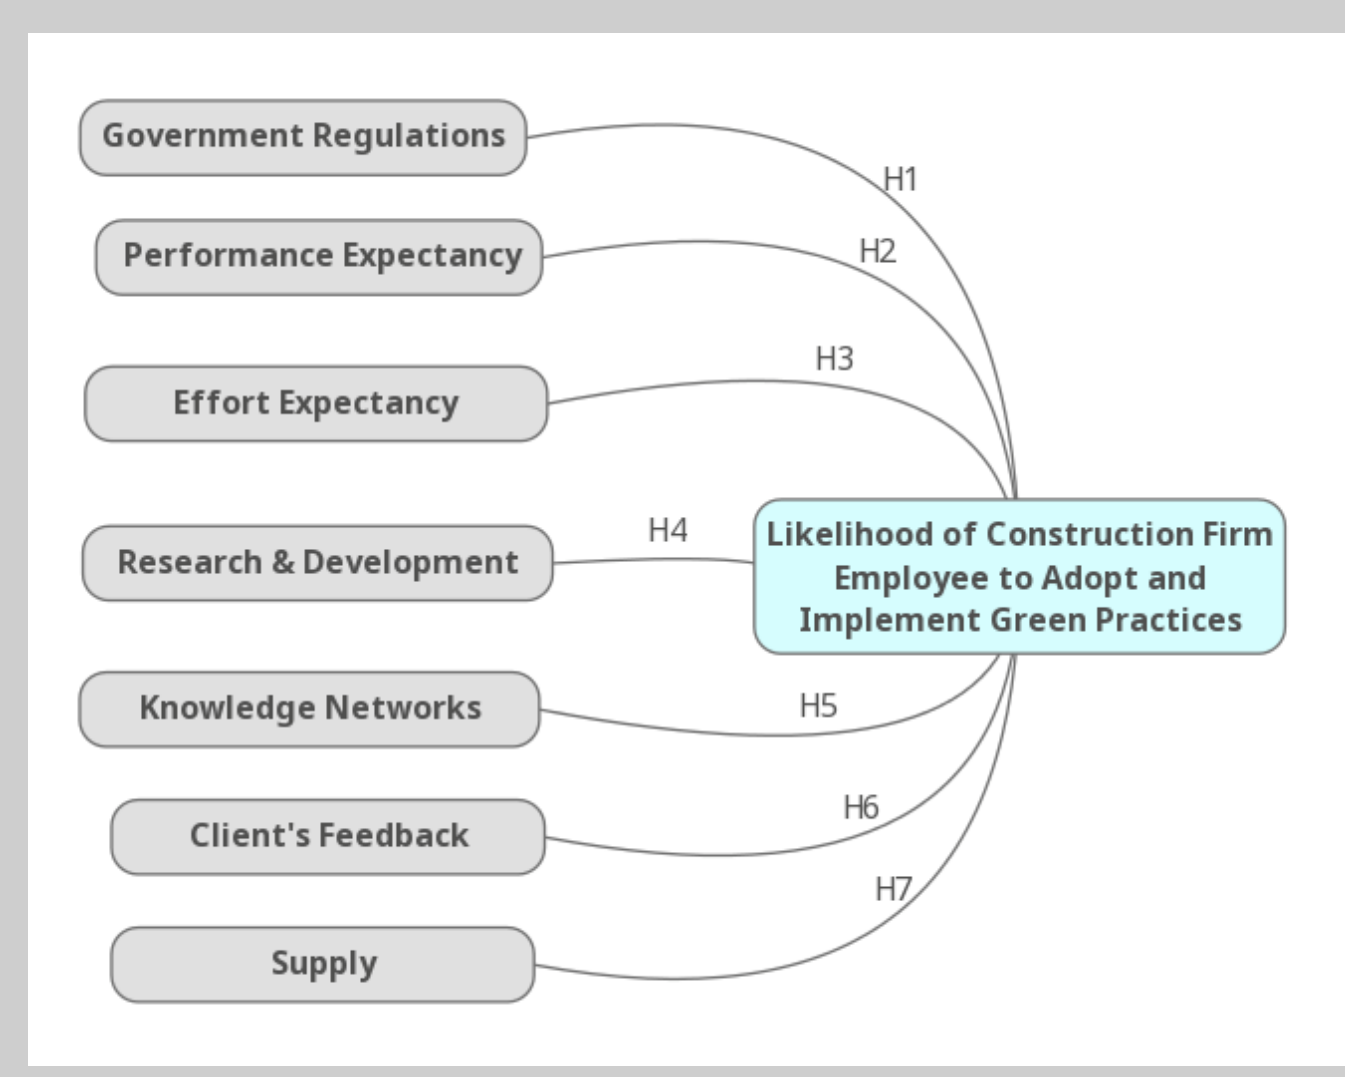 Government Regulations
H1
Performance Expectancy
H2
Effort Expectancy
H3
Research & Development
H4
Likelihood of Construction Firm
Employee to Adopt and
Implement Green Practices
Knowledge Networks
H5
Client's Feedback
H6
Supply
H7